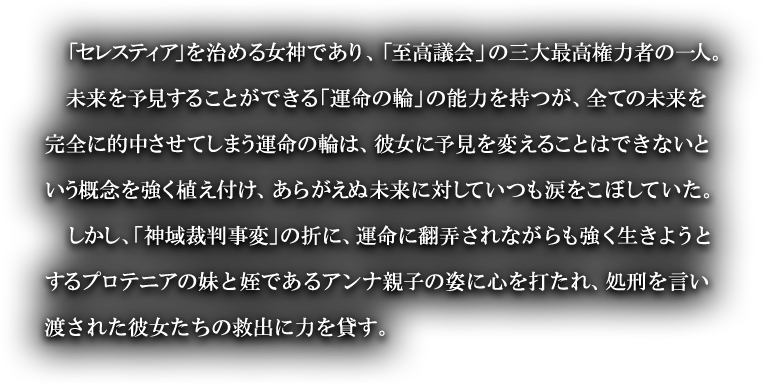 「セレスティア」を治める女神であり、「至高議会」の三大最高権力者の一人。
未来を予見することができる「運命の輪」の能力を持つが、全ての未来を
完全に的中させてしまう運命の輪は、彼女に予見を変えることはできないと
いう概念を強く植え付け、あらがえぬ未来に対していつも涙をこぼしていた。
しかし、「神域裁判事変」の折に、運命に翻弄されながらも強く生きようと
するプロテニアの妹と姪であるアンナ親子の姿に心を打たれ、処刑を言い
渡された彼女たちの救出に力を貸す。